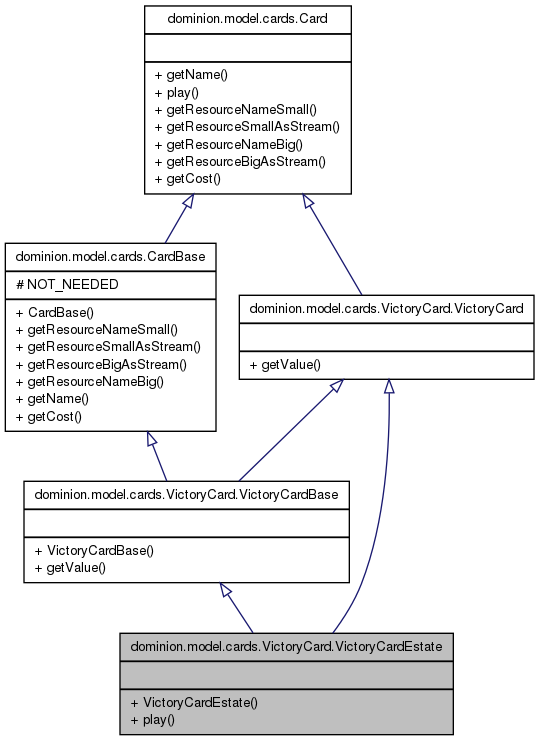 dominion.model.cards.Card
+ getName()
+ play()
+ getResourceNameSmall()
+ getResourceSmallAsStream()
+ getResourceNameBig()
+ getResourceBigAsStream()
+ getCost()
dominion.model.cards.CardBase
# NOT_NEEDED
+ CardBase()
+ getResourceNameSmall()
+ getResourceSmallAsStream()
+ getResourceBigAsStream()
+ getResourceNameBig()
+ getName()
+ getCost()
dominion.model.cards.VictoryCard.VictoryCard
+ getValue()
dominion.model.cards.VictoryCard.VictoryCardBase
+ VictoryCardBase()
+ getValue()
dominion.model.cards.VictoryCard.VictoryCardEstate
+ VictoryCardEstate()
+ play()